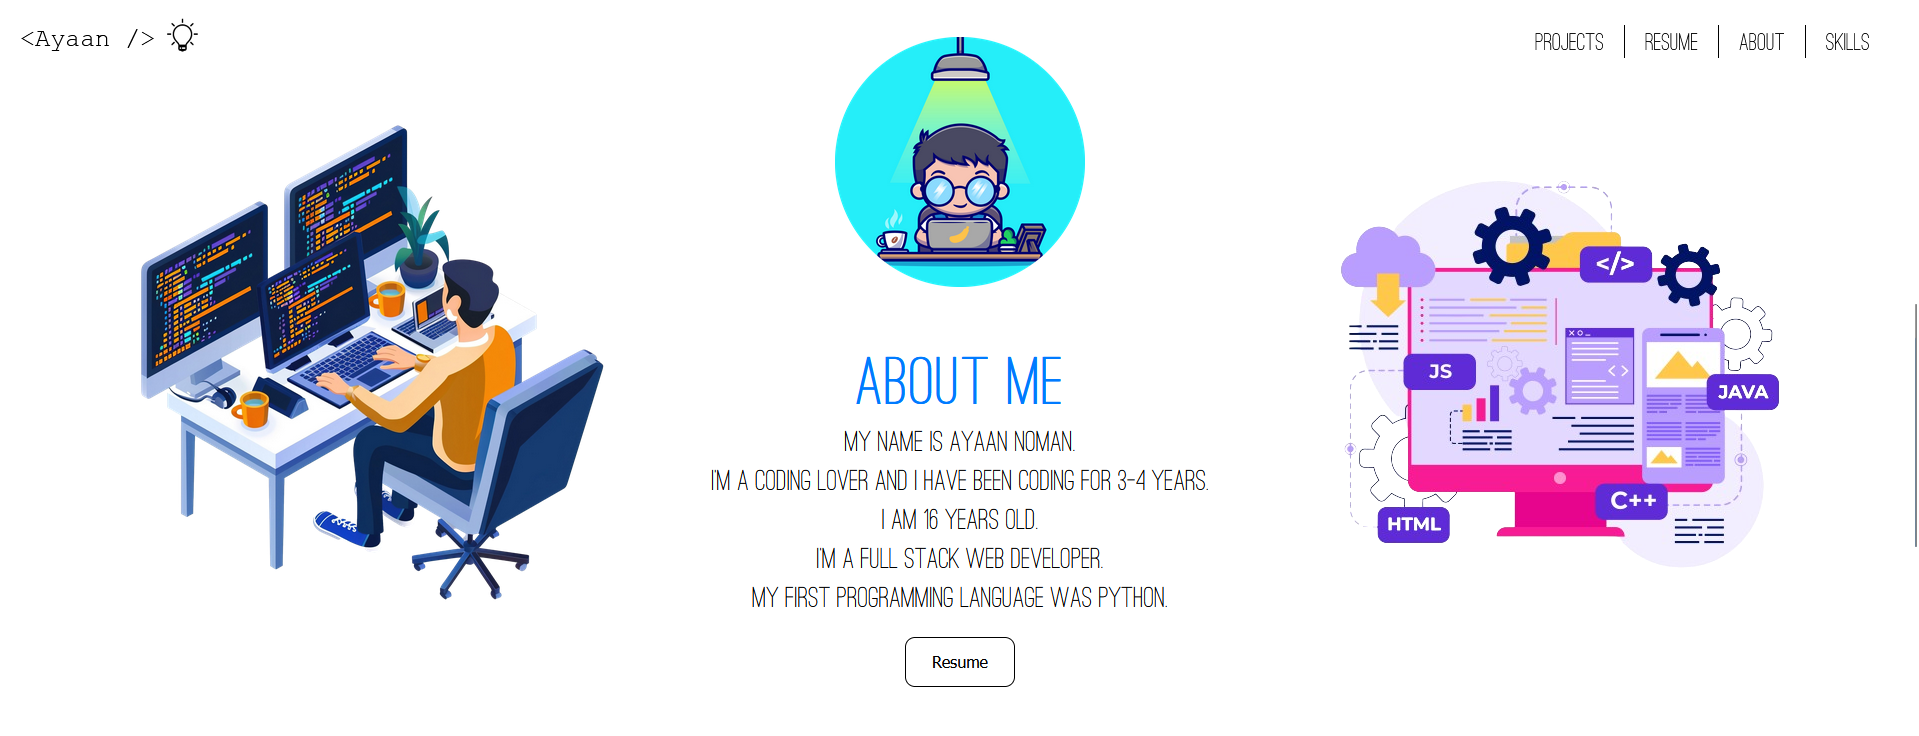 <Ayaan />
PROJECTS
RESUME
ABOUT
SKILLS
ABOUT ME
MY NAME IS AYAAN NOMAN.
I'M A CODING LOVER AND I HAVE BEEN CODING FOR 3-4 YEARS.
I AM 16 YEARS OLD.
I'M A FULL STACK WEB DEVELOPER.
MY FIRST PROGRAMMING LANGUAGE WAS PYTHON.
Resume
</>
JS
< >
JAVA
C++
HTML